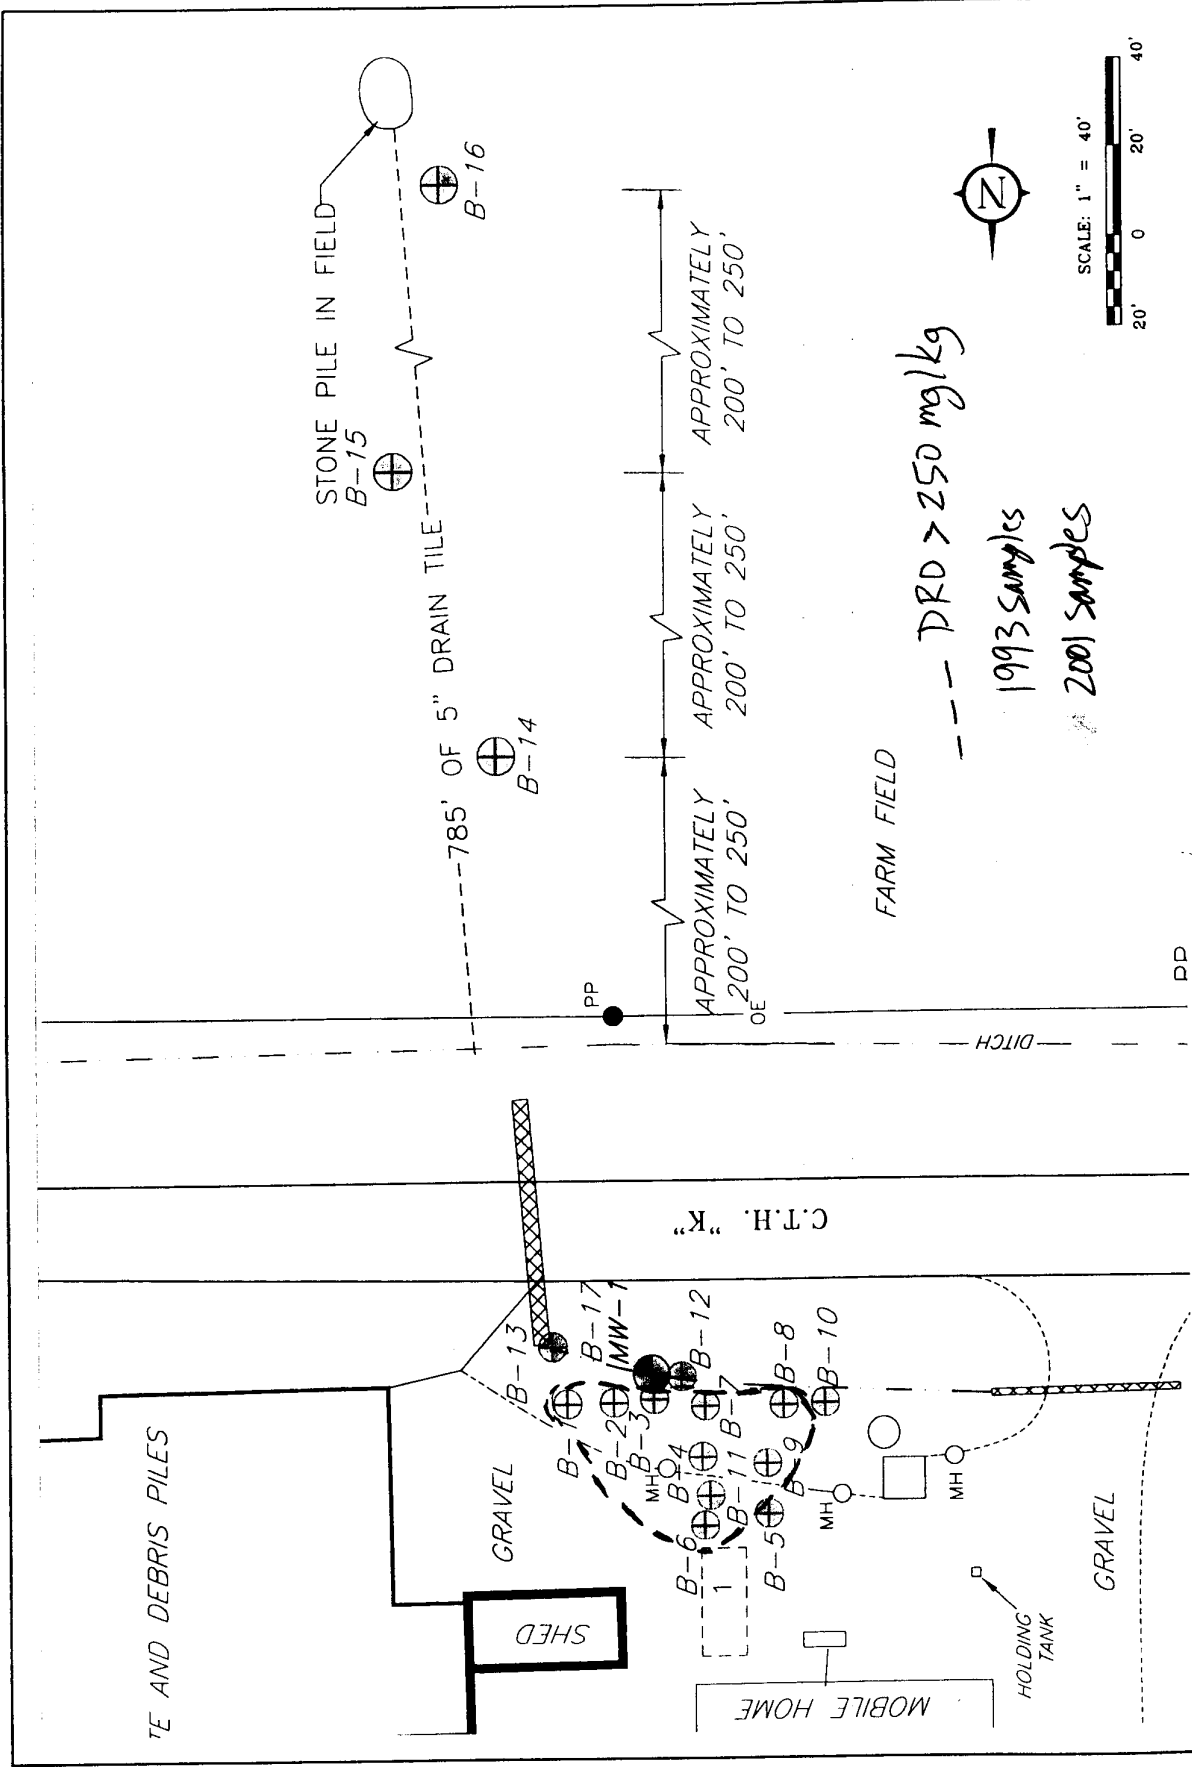 STONE PILE IN FIELD
B-15
B-16
785' OF 5" DRAIN TILE
B-14
APPROXIMATELY
200' TO 250'
APPROXIMATELY
200' TO 250'
APPROXIMATELY
200' TO 250'
PP
OE
DITCH
FARM FIELD
PP
N
SCALE: 1" = 40'
20'
0
20'
40'
--- DRO > 250 mg/kg
1993 samples
2001 samples
C.T.H. "K"
TE AND DEBRIS PILES
GRAVEL
SHED
B-13
B-17
MW-1
B-12
B-1
B-2
B-3
B-7
B-8
B-10
MH
B-4
B-11
B-9
B-6
B-5
MH
MH
1
MOBILE HOME
HOLDING
TANK
GRAVEL